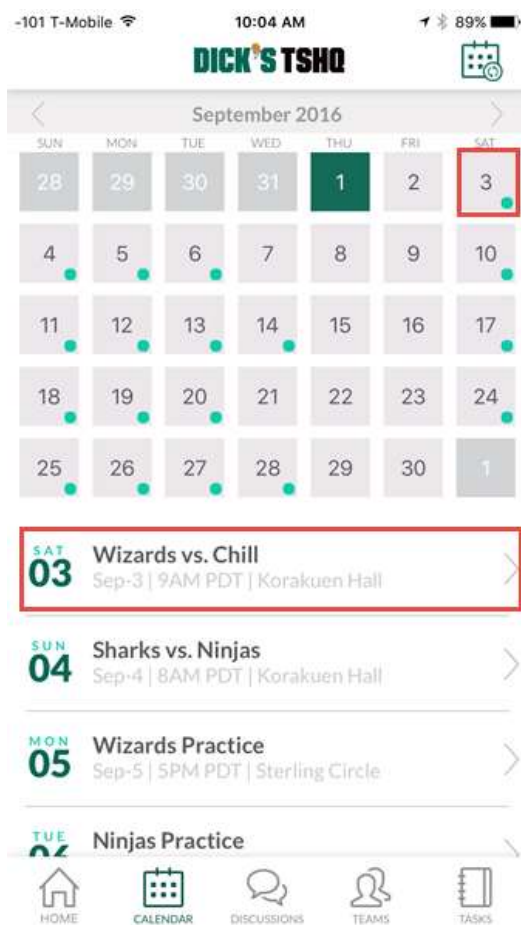 -101 T-Mobile 10:04 AM 89%
DICK'S TSHQ
September 2016
SUN MON TUE WED THU FRI SAT
28 29 30 31 1 2 3
4 5 6 7 8 9 10
11 12 13 14 15 16 17
18 19 20 21 22 23 24
25 26 27 28 29 30 1
SAT
03
Wizards vs. Chill
Sep-3 | 9AM PDT | Korakuen Hall
SUN
04
Sharks vs. Ninjas
Sep-4 | 8AM PDT | Korakuen Hall
MON
05
Wizards Practice
Sep-5 | 5PM PDT | Sterling Circle
TUE
06
Ninjas Practice
HOME CALENDAR DISCUSSIONS TEAMS TASKS